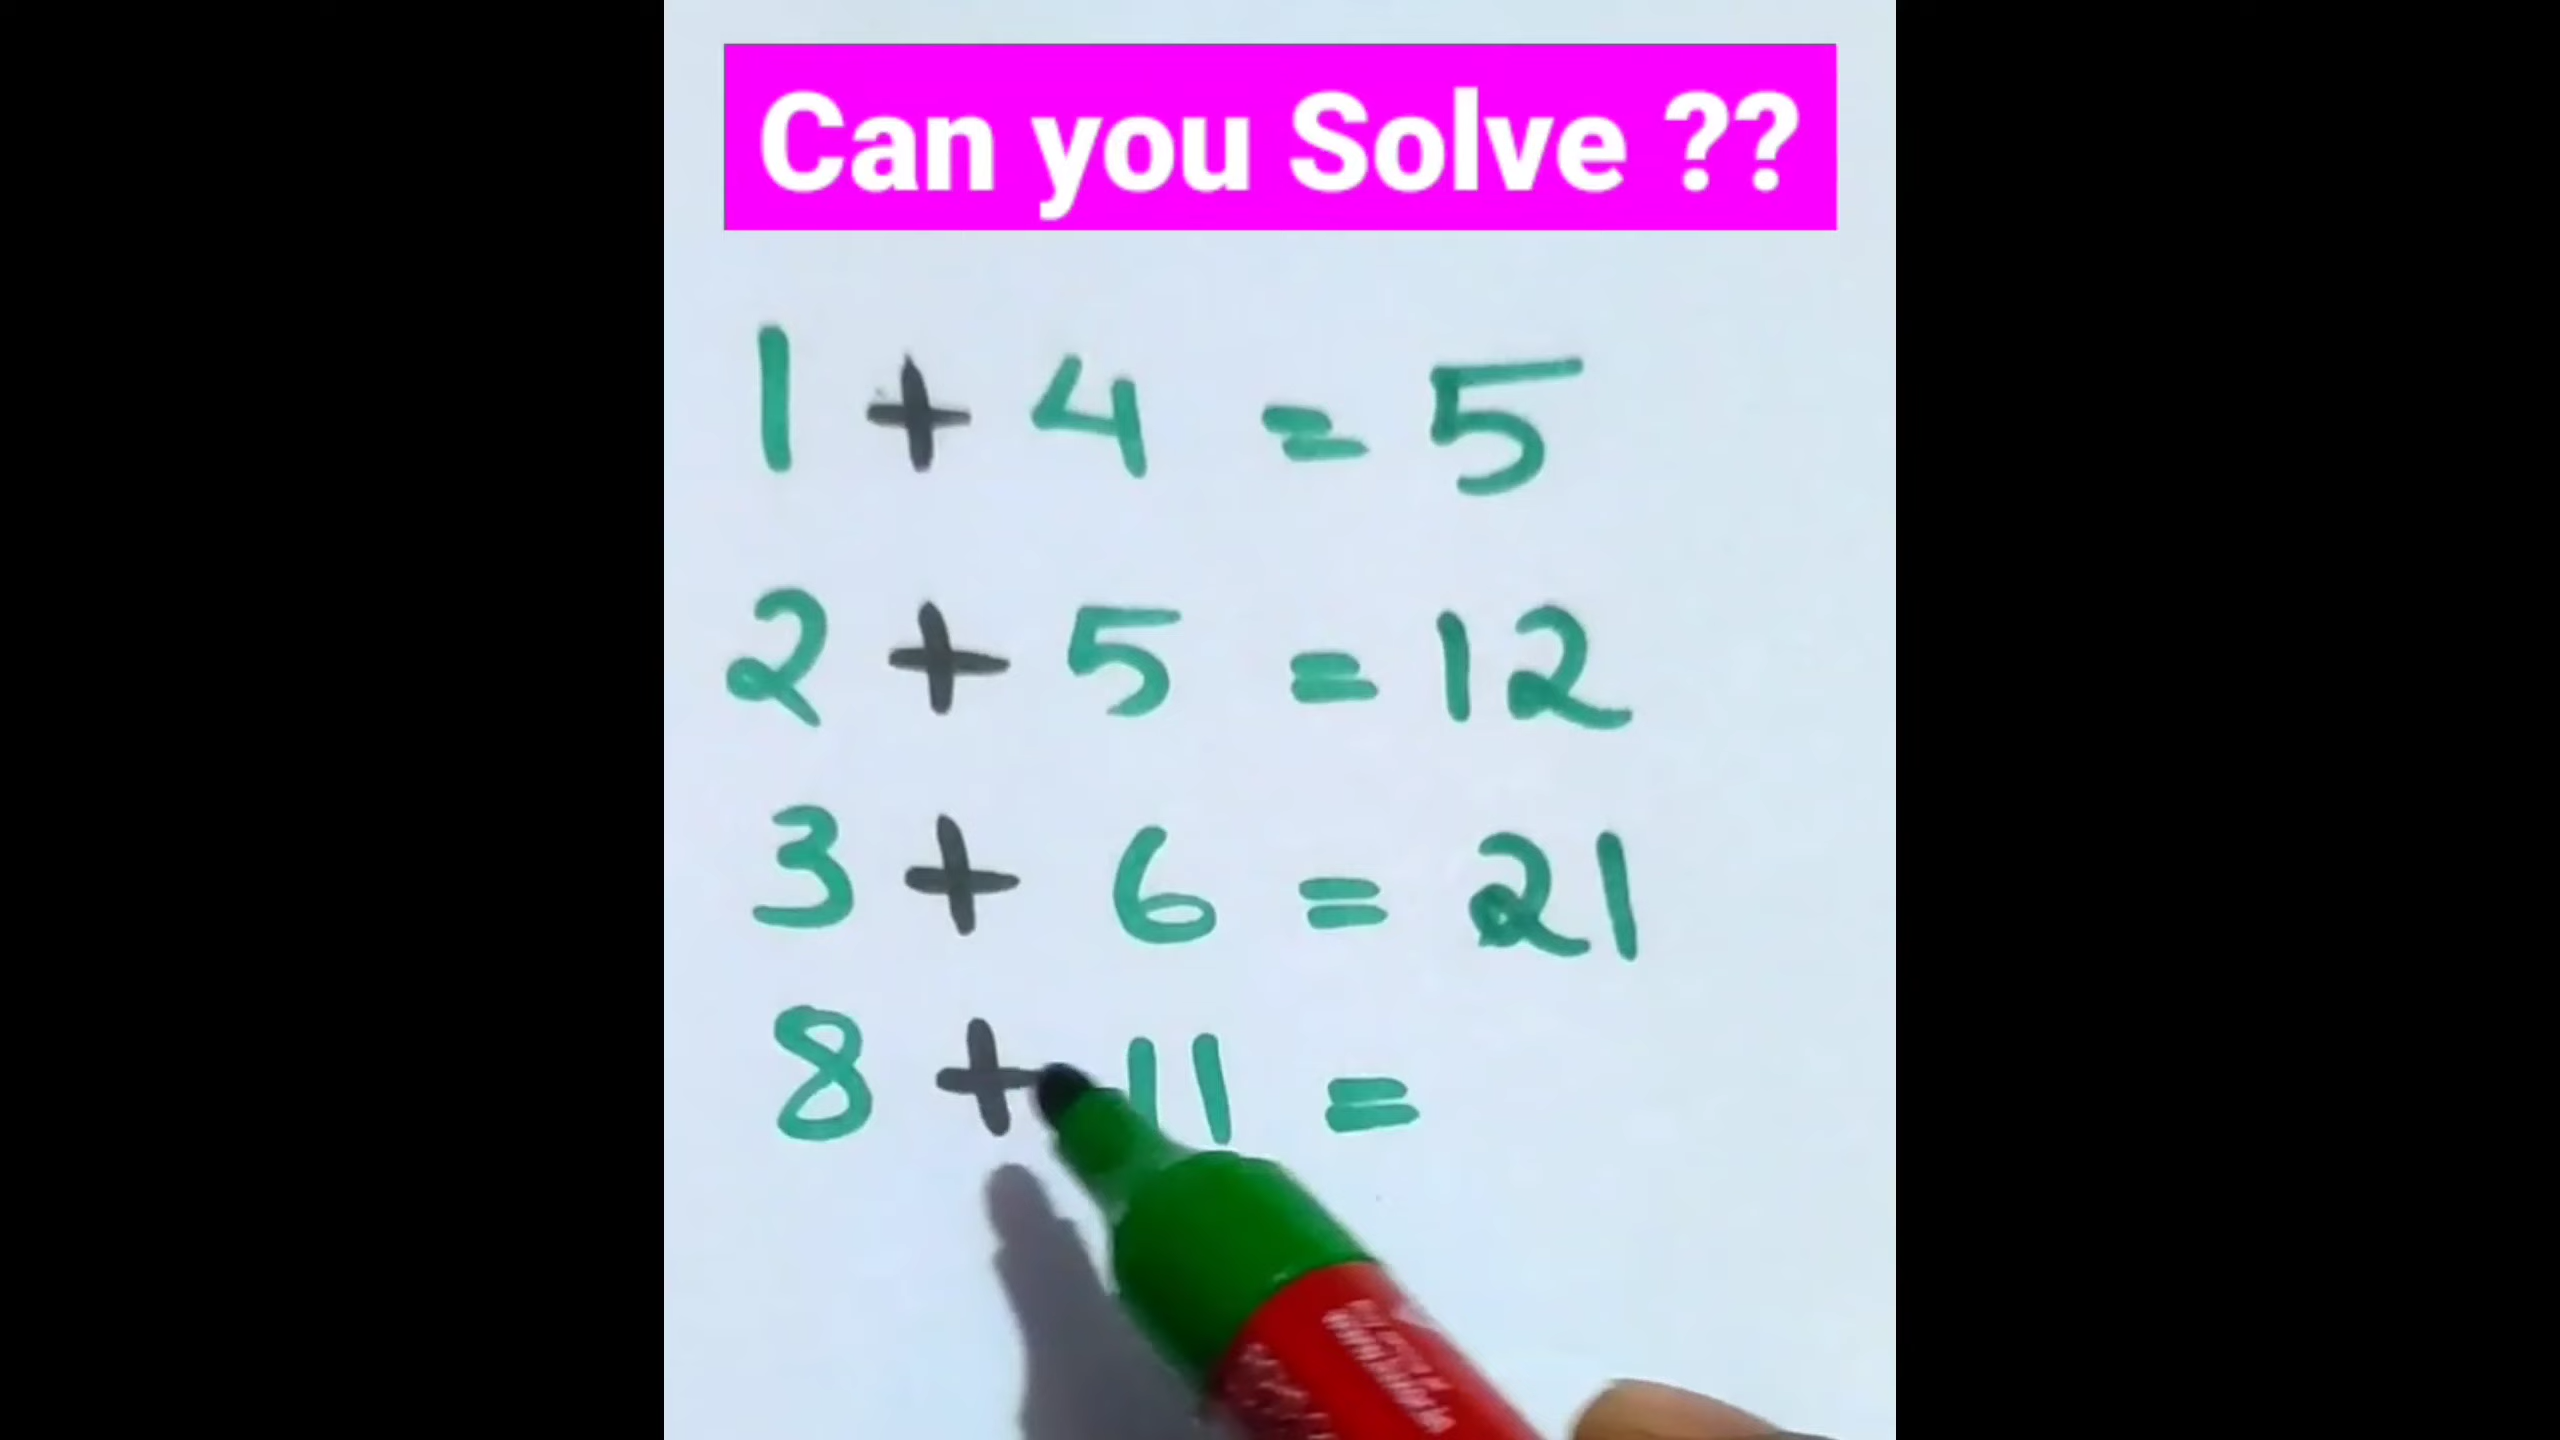 Can you Solve ??
1 + 4 = 5
2 + 5 = 12
3 + 6 = 21
8 + 11 =